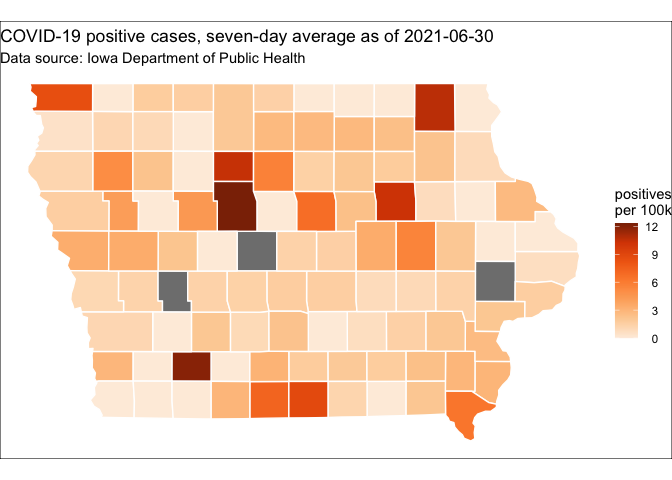 COVID-19 positive cases, seven-day average as of 2021-06-30
Data source: Iowa Department of Public Health
positives
per 100k
12
9
6
3
0